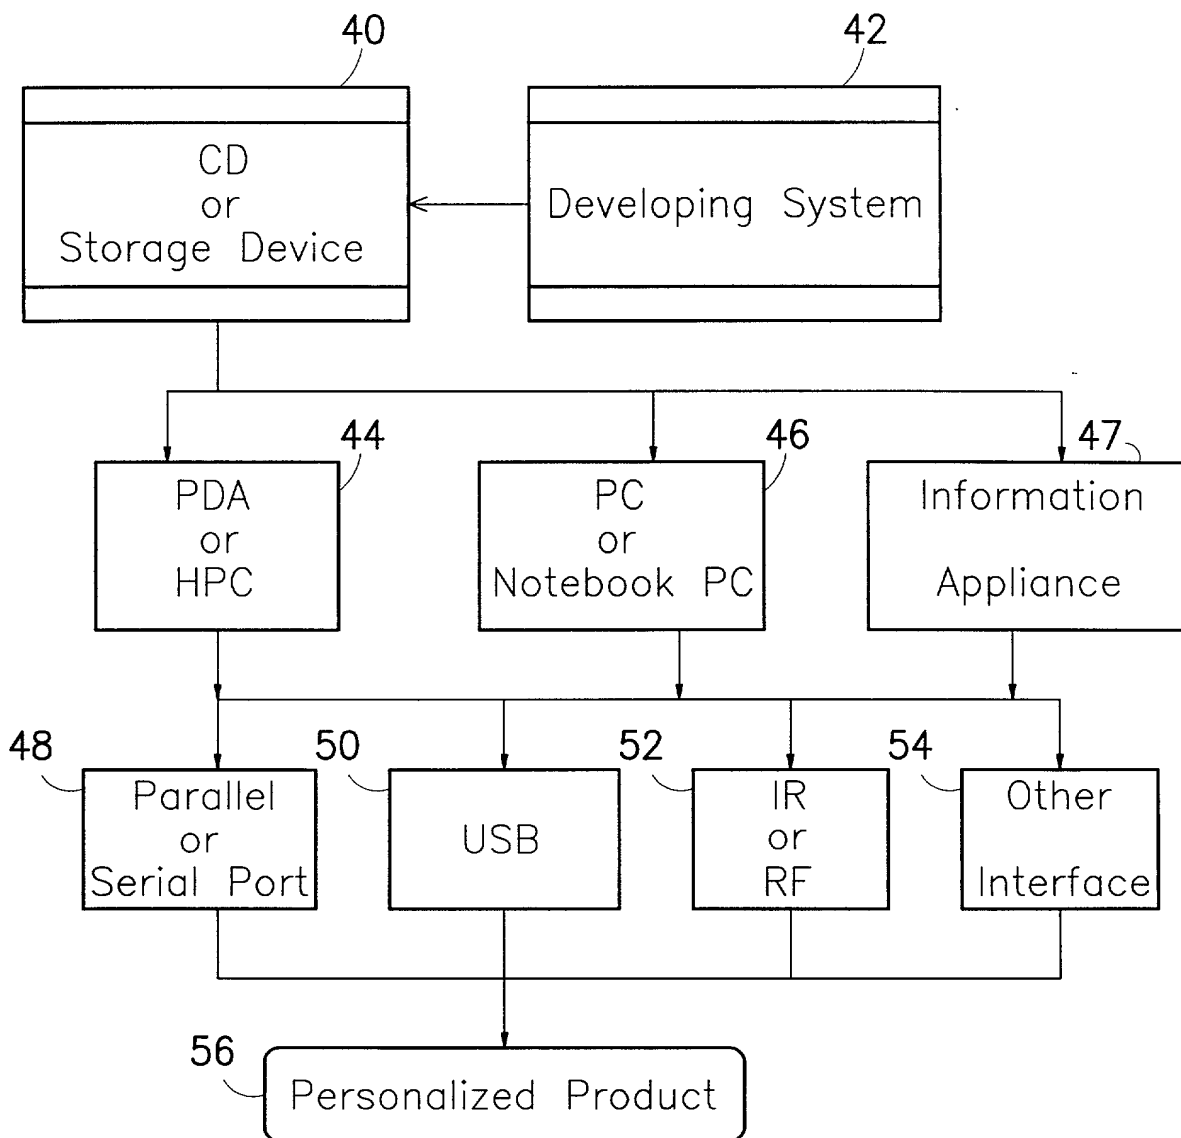 40
42
CD
or
Storage Device
Developing System
44
46
47
PDA
or
HPC
PC
or
Notebook PC
Information
Appliance
48
50
52
54
Parallel
or
Serial Port
USB
IR
or
RF
Other
Interface
56
Personalized Product